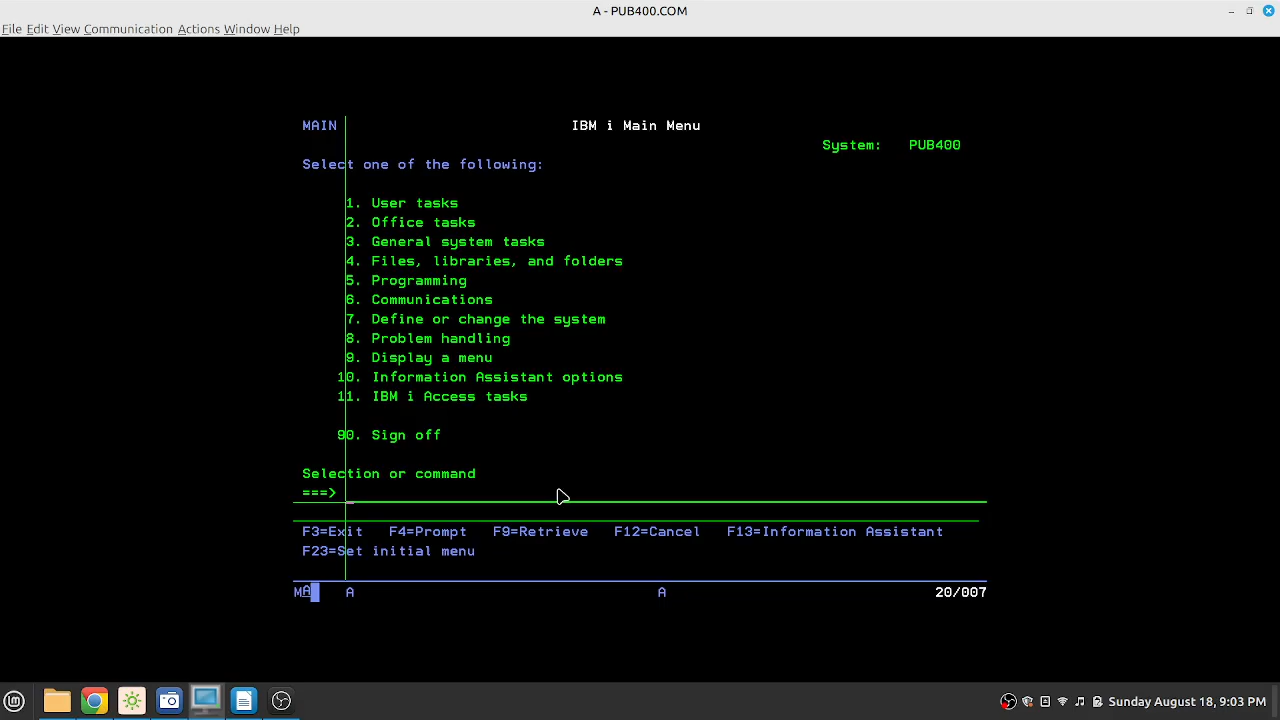 A - PUB400.COM
File Edit View Communication Actions Window Help
MAIN IBM i Main Menu
System: PUB400
Select one of the following:
1. User tasks
2. Office tasks
3. General system tasks
4. Files, libraries, and folders
5. Programming
6. Communications
7. Define or change the system
8. Problem handling
9. Display a menu
10. Information Assistant options
11. IBM i Access tasks
90. Sign off
Selection or command
===>
F3=Exit F4=Prompt F9=Retrieve F12=Cancel F13=Information Assistant
F23=Set initial menu
MA A A 20/007
Sunday August 18, 9:03 PM